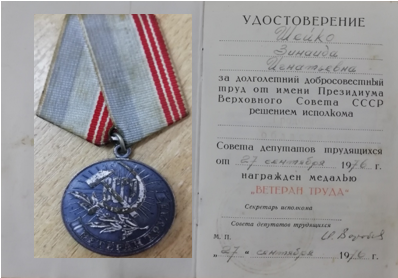 УДОСТОВЕРЕНИЕ
Шейко
Зинаида
Игнатьевна
за долголетний добросовестный
труд от имени Президиума
Верховного Совета СССР
решением исполкома
Совета депутатов трудящихся
от 27 сентября 1976 г.
награжден медалью
"ВЕТЕРАН ТРУДА"
Секретарь исполкома
Совета депутатов трудящихся
М. П.
"27" сентября 1976 г.
ВЕТЕРАН